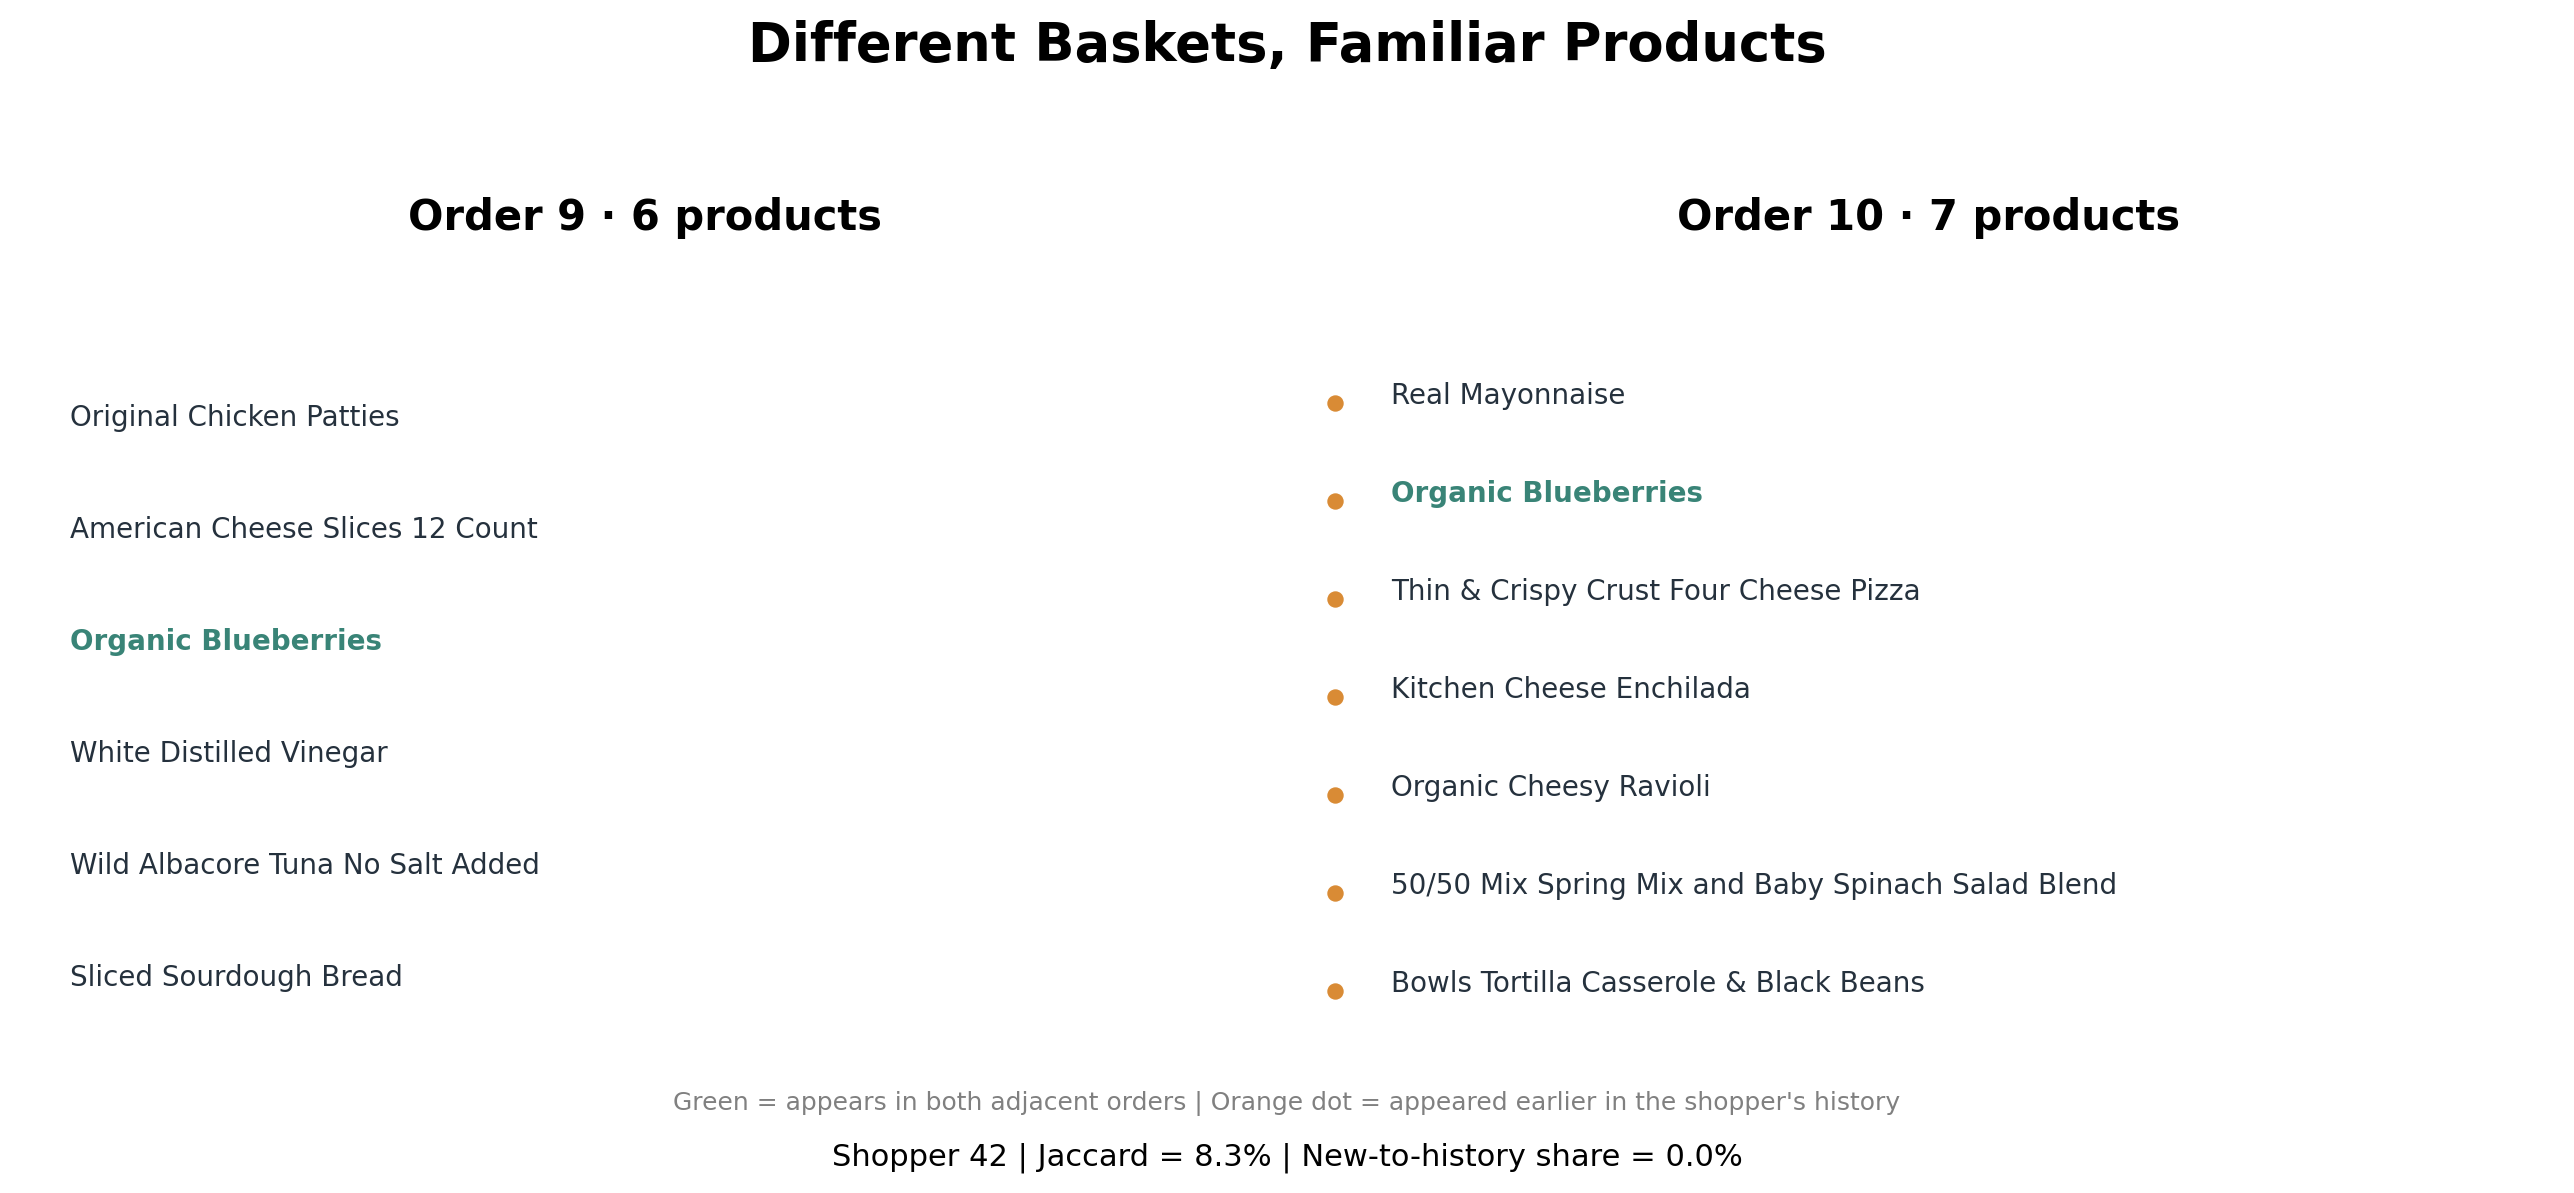 Different Baskets, Familiar Products
Order 9 · 6 products
Original Chicken Patties
American Cheese Slices 12 Count
Organic Blueberries
White Distilled Vinegar
Wild Albacore Tuna No Salt Added
Sliced Sourdough Bread
Order 10 · 7 products
Real Mayonnaise
Organic Blueberries
Thin & Crispy Crust Four Cheese Pizza
Kitchen Cheese Enchilada
Organic Cheesy Ravioli
50/50 Mix Spring Mix and Baby Spinach Salad Blend
Bowls Tortilla Casserole & Black Beans
Green = appears in both adjacent orders | Orange dot = appeared earlier in the shopper's history
Shopper 42 | Jaccard = 8.3% | New-to-history share = 0.0%